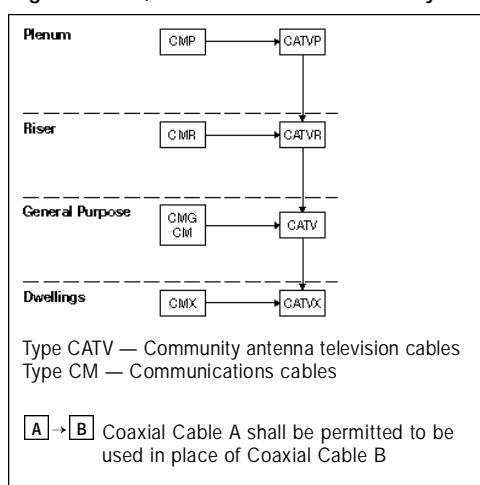 Plenum
CMP CATVP
Riser
CMR CATVR
General Purpose
CMG
CM CATV
Dwellings
CMX CATVX
Type CATV — Community antenna television cables
Type CM — Communications cables
A → B Coaxial Cable A shall be permitted to be
used in place of Coaxial Cable B